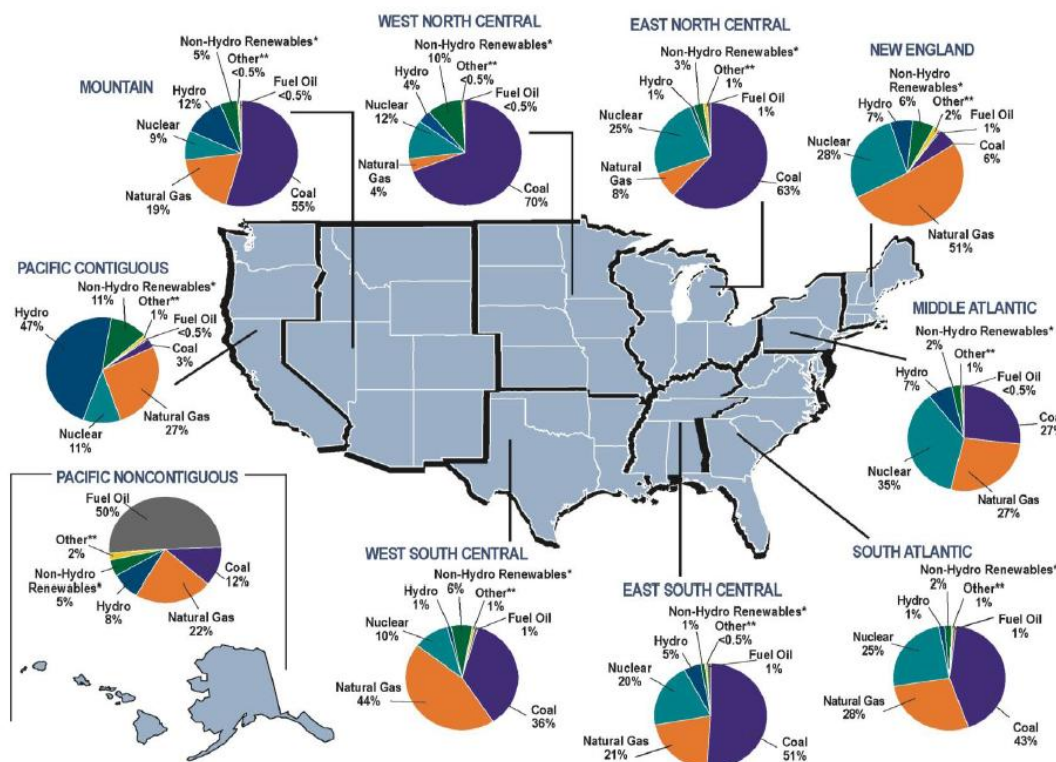 WEST NORTH CENTRAL
Non-Hydro Renewables*
10%
Other**
<0.5%
Hydro
4%
Fuel Oil
<0.5%
Nuclear
12%
Natural
Gas
4%
Coal
70%
EAST NORTH CENTRAL
Non-Hydro Renewables*
3%
Other**
1%
Hydro
1%
Fuel Oil
1%
Nuclear
25%
Natural
Gas
8%
Coal
63%
MOUNTAIN
Non-Hydro Renewables*
5%
Other**
<0.5%
Fuel Oil
<0.5%
Hydro
12%
Nuclear
9%
Natural Gas
19%
Coal
55%
NEW ENGLAND
Non-Hydro
Renewables*
6%
Other**
2%
Hydro
7%
Fuel Oil
1%
Nuclear
28%
Coal
6%
Natural Gas
51%
PACIFIC CONTIGUOUS
Non-Hydro Renewables*
11%
Other**
1%
Hydro
47%
Fuel Oil
<0.5%
Coal
3%
Natural Gas
27%
Nuclear
11%
MIDDLE ATLANTIC
Non-Hydro Renewables*
2%
Other**
1%
Hydro
7%
Fuel Oil
<0.5%
Coa
27%
Nuclear
35%
Natural Gas
27%
PACIFIC NONCONTIGUOUS
Fuel Oil
50%
Other**
2%
Non-Hydro
Renewables*
5%
Hydro
8%
Natural Gas
22%
Coal
12%
WEST SOUTH CENTRAL
Non-Hydro Renewables*
6%
Other**
1%
Hydro
1%
Fuel Oil
1%
Nuclear
10%
Natural Gas
44%
Coal
36%
EAST SOUTH CENTRAL
Non-Hydro Renewables*
1%
Other**
<0.5%
Hydro
5%
Fuel Oil
1%
Nuclear
20%
Natural Gas
21%
Coal
51%
SOUTH ATLANTIC
Non-Hydro Renewables*
2%
Other**
1%
Hydro
1%
Fuel Oil
1%
Nuclear
25%
Natural Gas
28%
Coal
43%